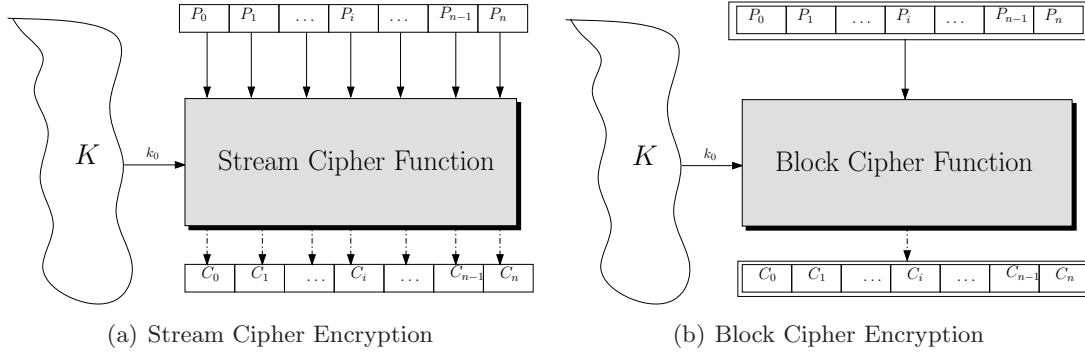 P₀ P₁ ... Pᵢ ... Pₙ₋₁ Pₙ
K
k₀
Stream Cipher Function
C₀ C₁ ... Cᵢ ... Cₙ₋₁ Cₙ
(a) Stream Cipher Encryption
P₀ P₁ ... Pᵢ ... Pₙ₋₁ Pₙ
K
k₀
Block Cipher Function
C₀ C₁ ... Cᵢ ... Cₙ₋₁ Cₙ
(b) Block Cipher Encryption